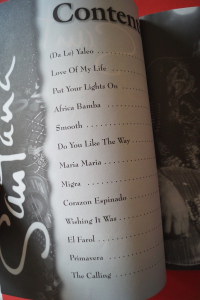 Contents
Santana
(Da Le) Yaleo . . . . . . . . . .
Love Of My Life . . . . . . . .
Put Your Lights On . . . . .
Africa Bamba . . . . . . . . . .
Smooth . . . . . . . . . . . . . .
Do You Like The Way . . .
Maria Maria . . . . . . . . . .
Migra . . . . . . . . . . . . . . .
Corazon Espinado . . . . .
Wishing It Was . . . . . . . .
El Farol . . . . . . . . . . . . .
Primavera . . . . . . . . . . .
The Calling . . . . . . . . . .